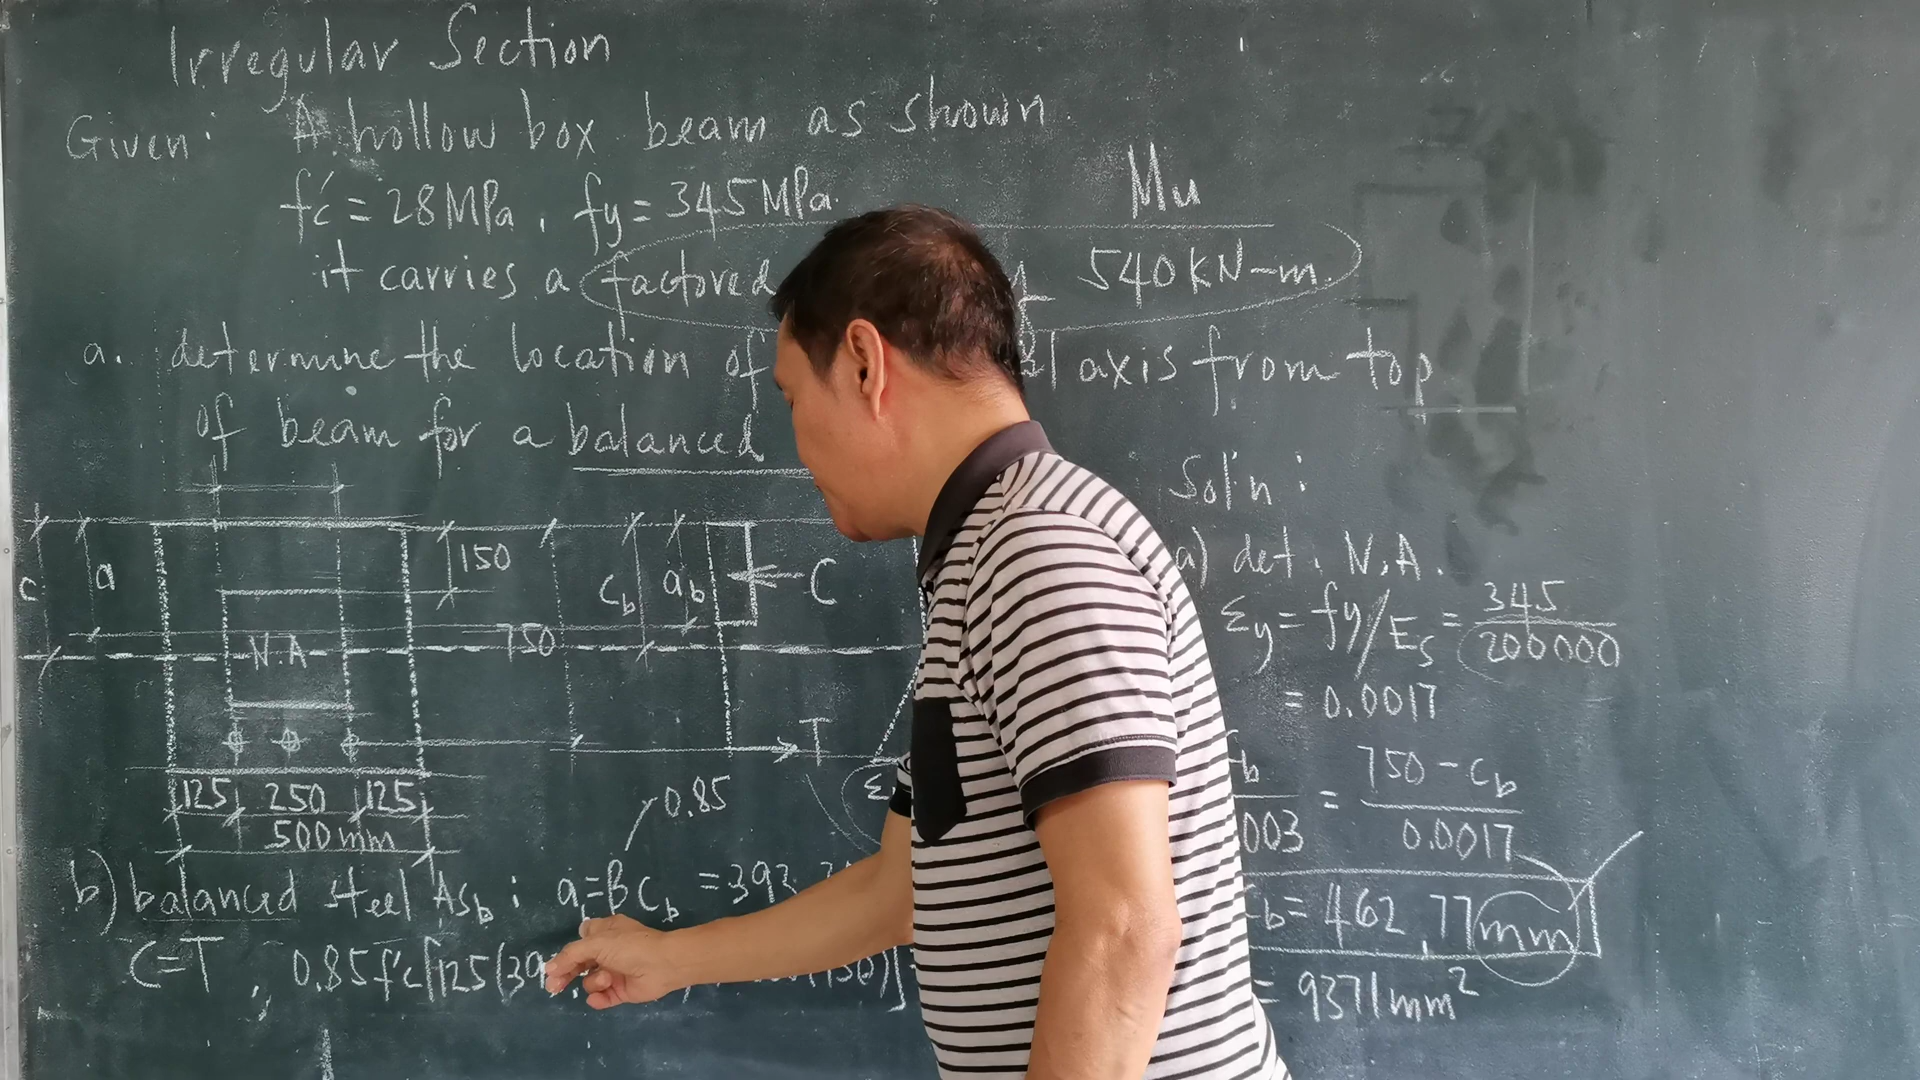 Irregular Section
Given: A hollow box beam as shown
f'c = 28 MPa, fy = 345 MPa
Mu
it carries a factored 540 KN-m
a. determine the location of axis from top
of beam for a balanced
Sol'n:
a) det. N.A.
εy = fy/Es = 345/200000
= 0.0017
750 - cb
003 = 0.0017
cb = 462.77 mm
= 9371 mm²
c
a
150
cb
ab
C
N.A
750
T
125 250 125
500 mm
0.85
b) balanced steel Asb: a = βcb = 393.
C = T, 0.85f'c[125(39